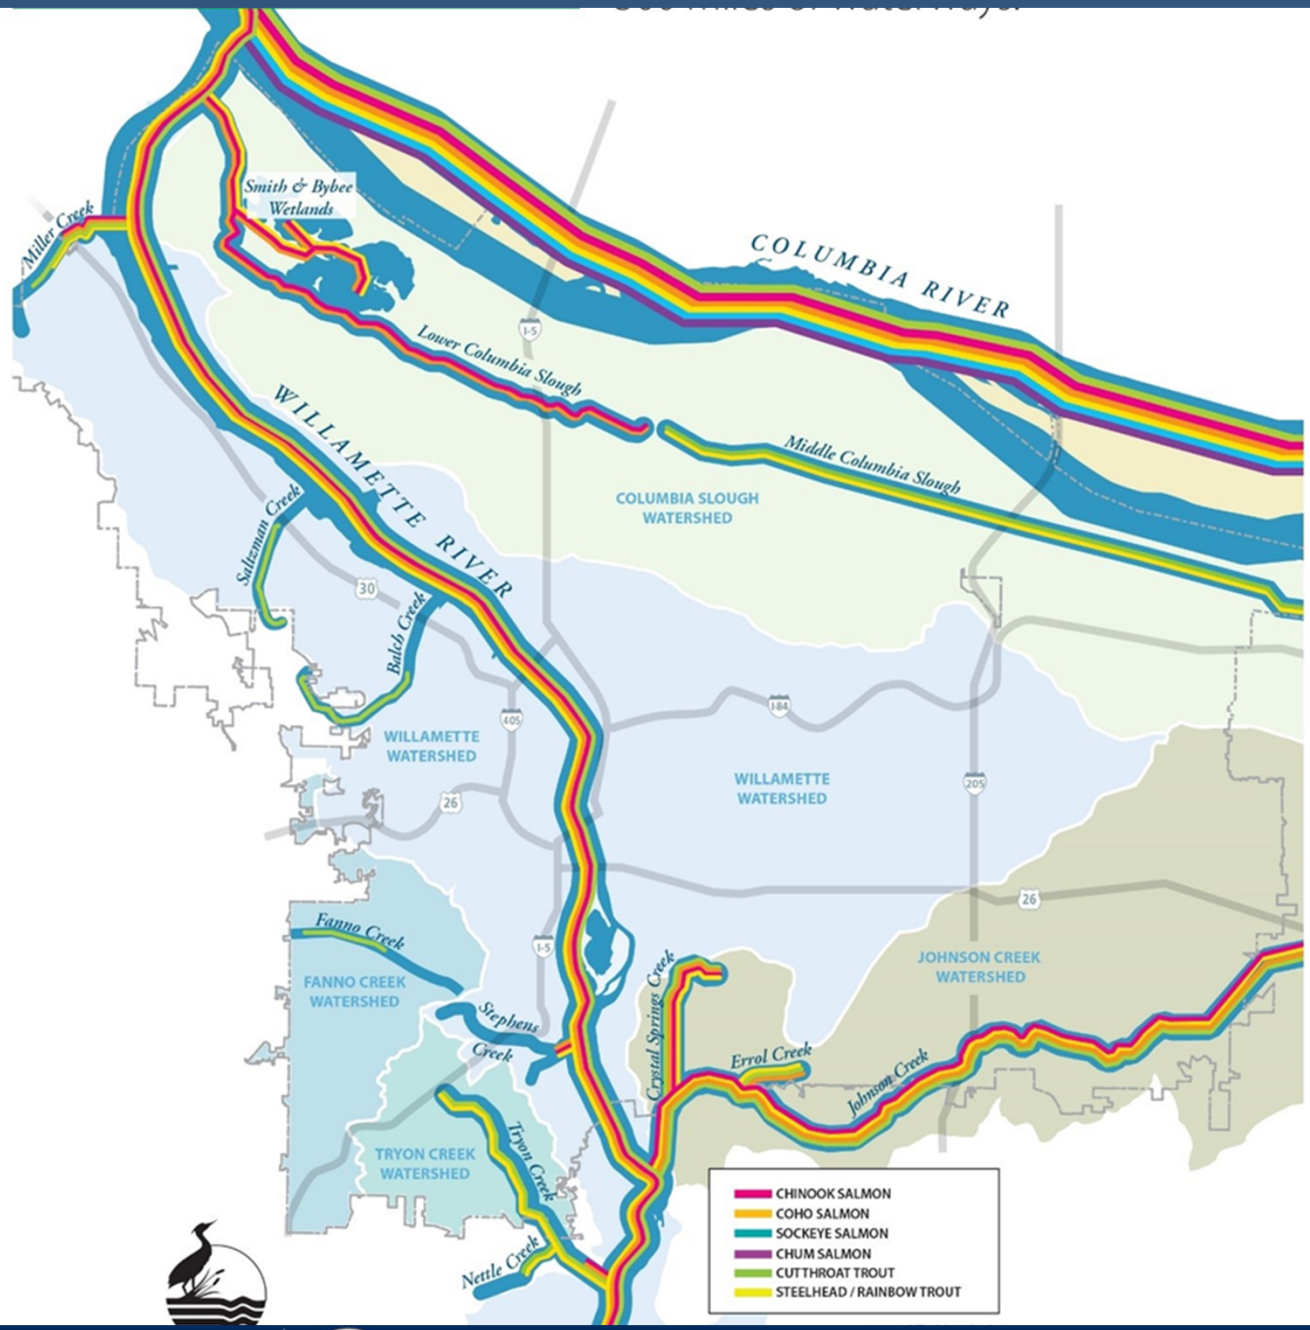 Smith & Bybee
Wetlands
Miller Creek
COLUMBIA RIVER
I-5
Lower Columbia Slough
WILLAMETTE RIVER
Middle Columbia Slough
COLUMBIA SLOUGH
WATERSHED
Saltzman Creek
30
Balch Creek
405
I-84
WILLAMETTE
WATERSHED
WILLAMETTE
WATERSHED
205
26
26
Fanno Creek
I-5
JOHNSON CREEK
WATERSHED
FANNO CREEK
WATERSHED
Stephens
Creek
Crystal Springs Creek
Errol Creek
Johnson Creek
Tryon Creek
TRYON CREEK
WATERSHED
Nettle Creek
CHINOOK SALMON
COHO SALMON
SOCKEYE SALMON
CHUM SALMON
CUTTHROAT TROUT
STEELHEAD / RAINBOW TROUT